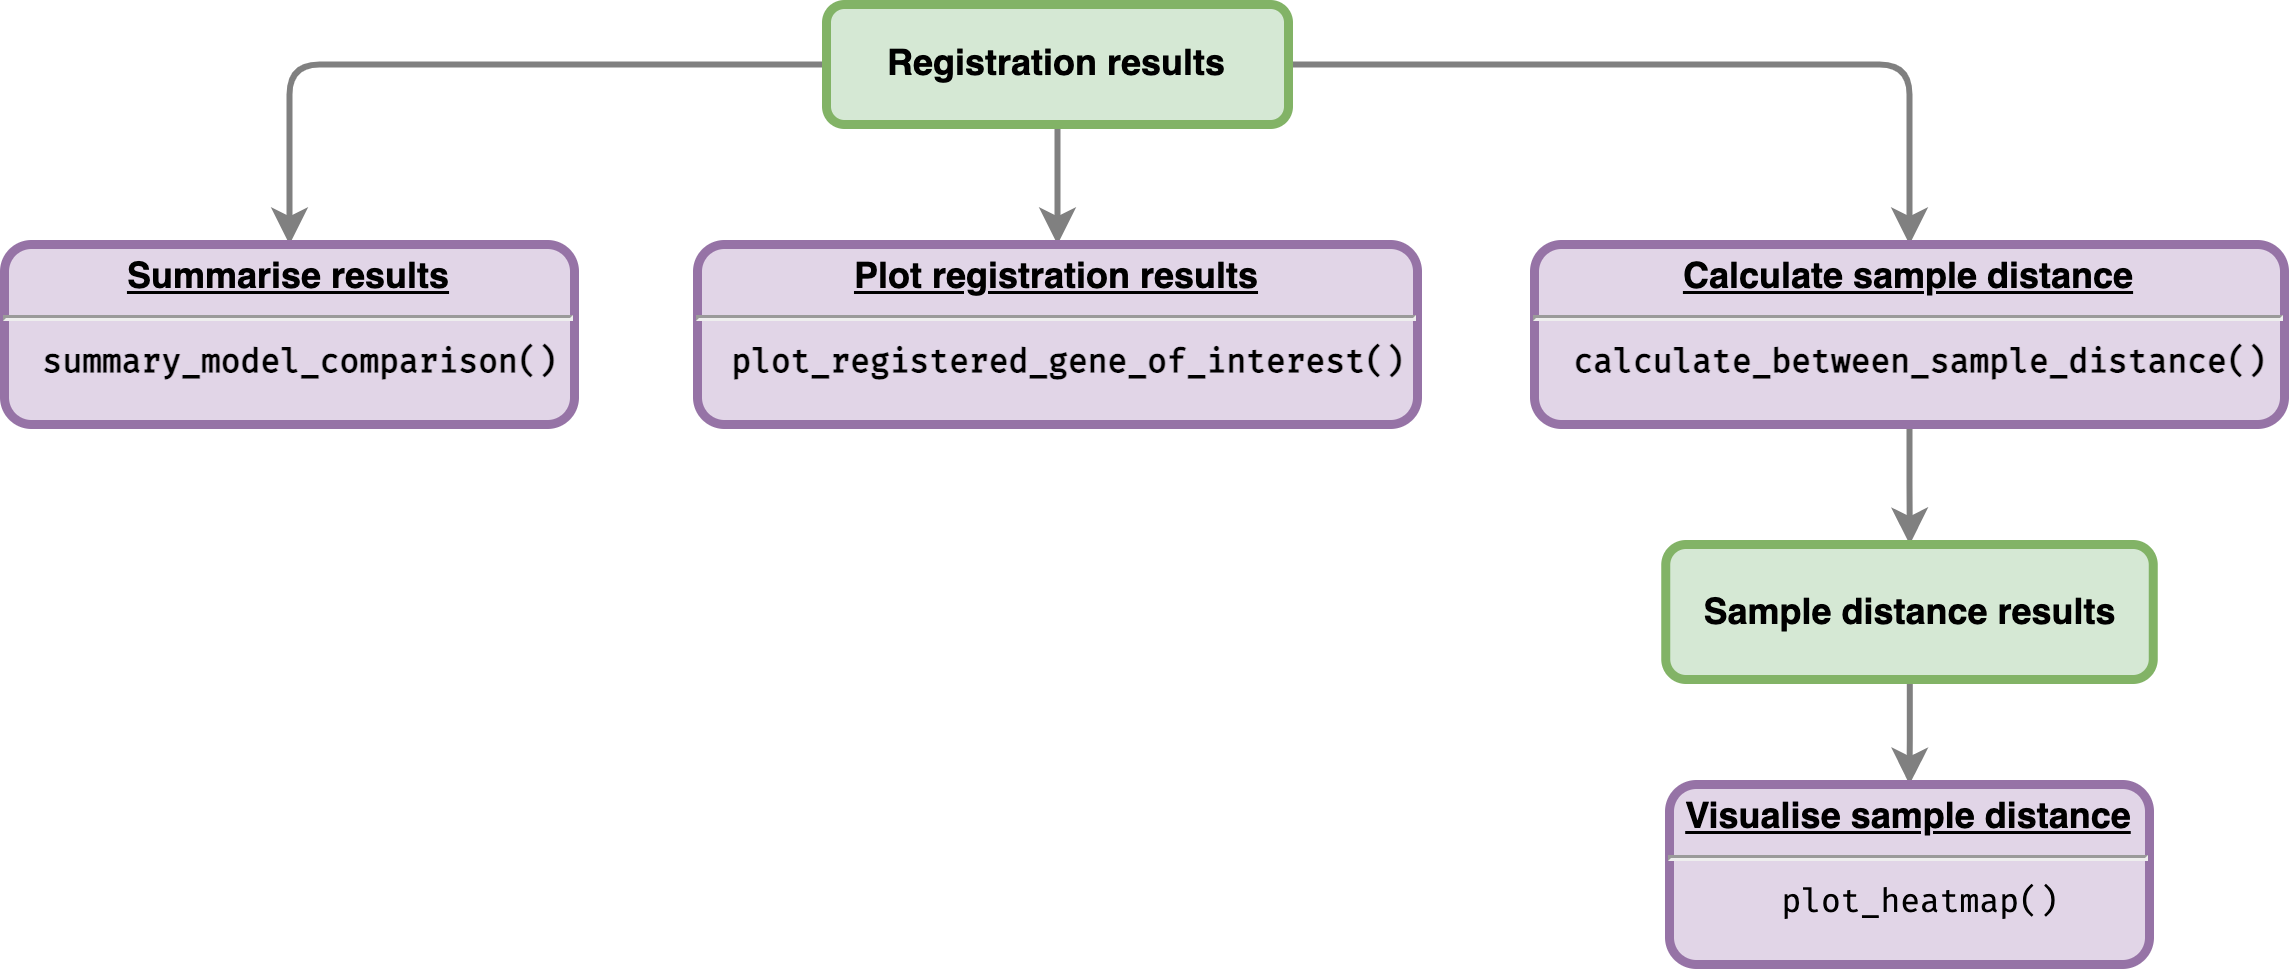 Registration results
Summarise results
summary_model_comparison()
Plot registration results
plot_registered_gene_of_interest()
Calculate sample distance
calculate_between_sample_distance()
Sample distance results
Visualise sample distance
plot_heatmap()